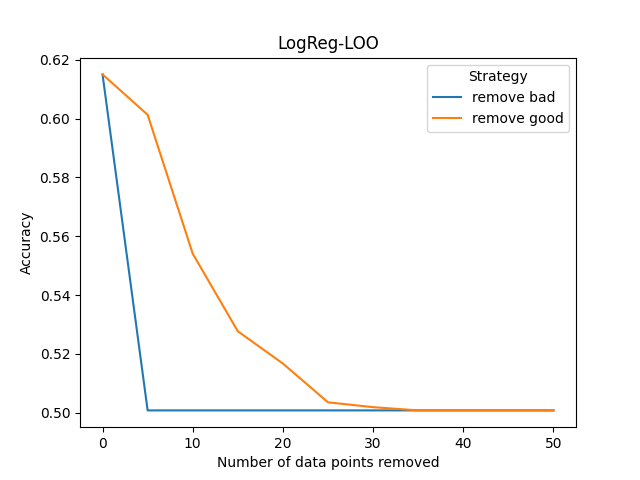 LogReg-LOO
Strategy
remove bad
remove good
Accuracy
0.62
0.60
0.58
0.56
0.54
0.52
0.50
0 10 20 30 40 50
Number of data points removed